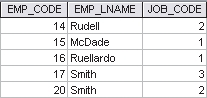 EMP_CODE EMP_LNAME JOB_CODE
14 Rudell 2
15 McDade 1
16 Ruellardo 1
17 Smith 3
20 Smith 2